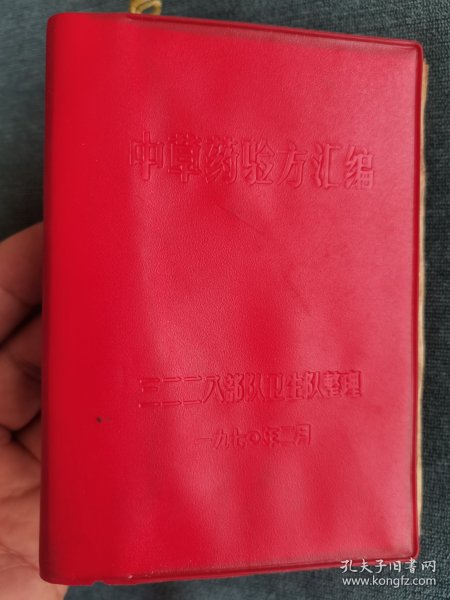 中草药验方汇编
三二二八部队卫生队整理
一九七〇年二月
孔夫子旧书网
www.kongfz.com